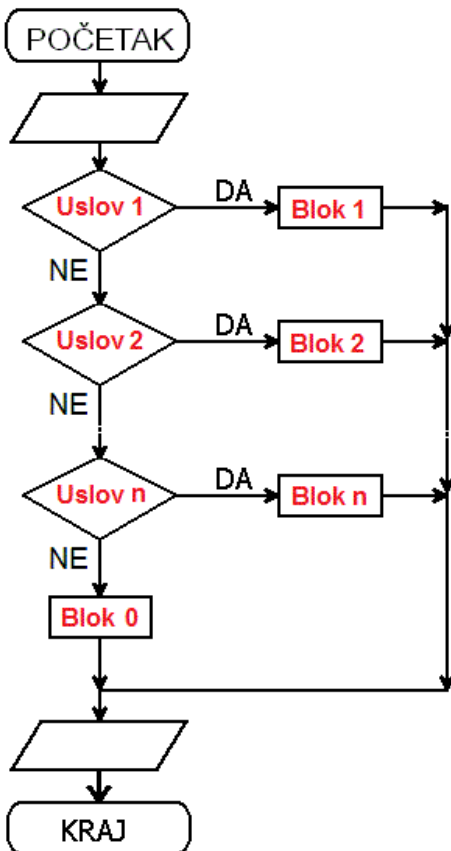 POČETAK
Uslov 1
DA
Blok 1
NE
Uslov 2
DA
Blok 2
NE
Uslov n
DA
Blok n
NE
Blok 0
KRAJ